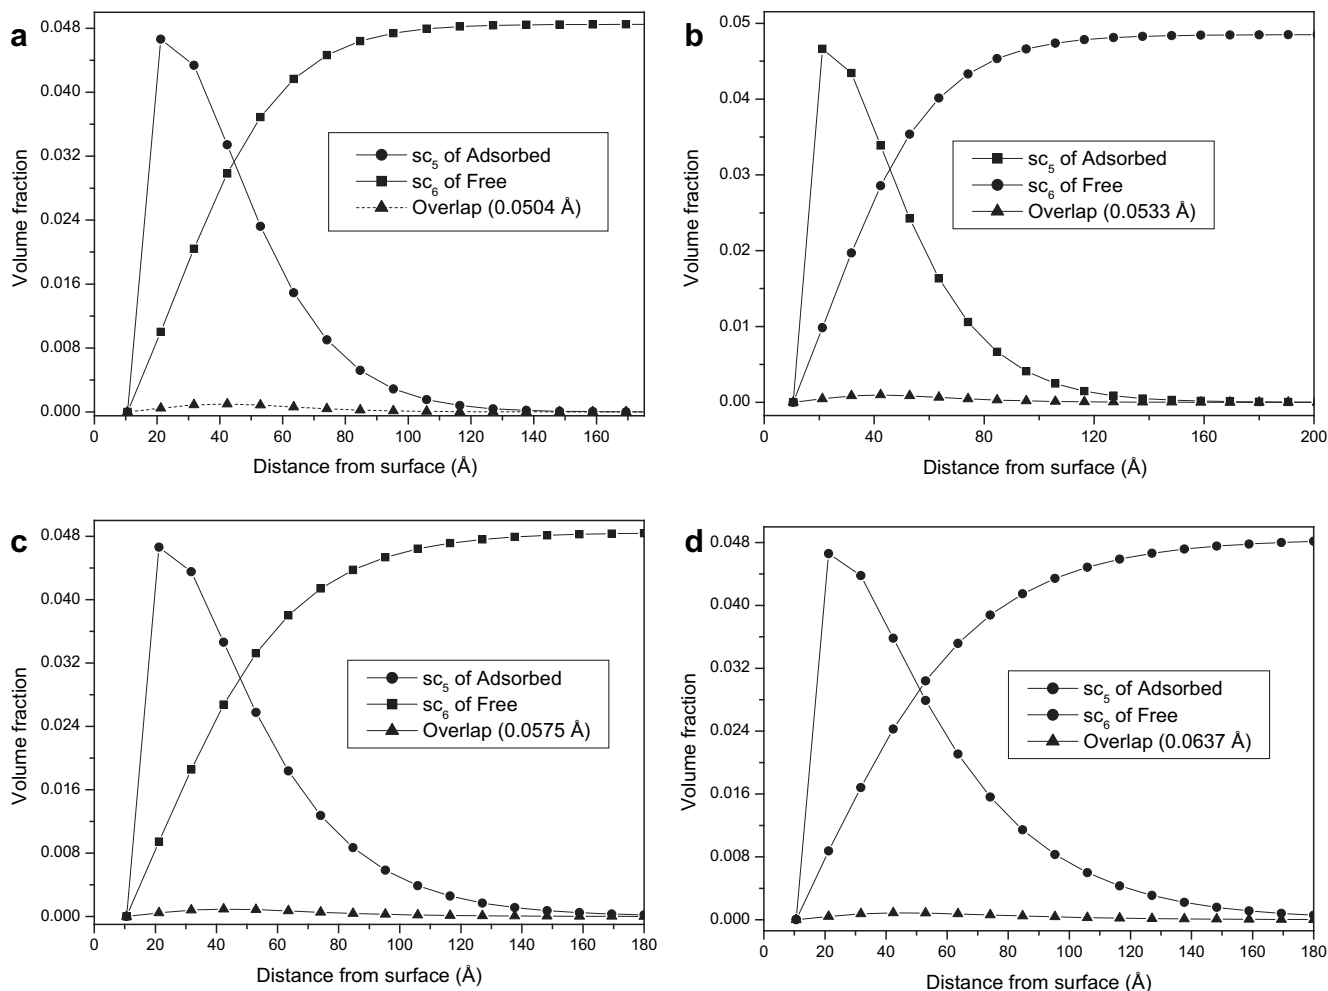 a
0.048
0.040
0.032
0.024
0.016
0.008
0.000
Volume fraction
sc5 of Adsorbed
sc6 of Free
Overlap (0.0504 Å)
0 20 40 60 80 100 120 140 160
Distance from surface (Å)
b
0.05
0.04
0.03
0.02
0.01
0.00
Volume fraction
sc5 of Adsorbed
sc6 of Free
Overlap (0.0533 Å)
0 40 80 120 160 200
Distance from surface (Å)
c
0.048
0.040
0.032
0.024
0.016
0.008
0.000
Volume fraction
sc5 of Adsorbed
sc6 of Free
Overlap (0.0575 Å)
0 20 40 60 80 100 120 140 160 180
Distance from surface (Å)
d
0.048
0.040
0.032
0.024
0.016
0.008
0.000
Volume fraction
sc5 of Adsorbed
sc6 of Free
Overlap (0.0637 Å)
0 20 40 60 80 100 120 140 160 180
Distance from surface (Å)